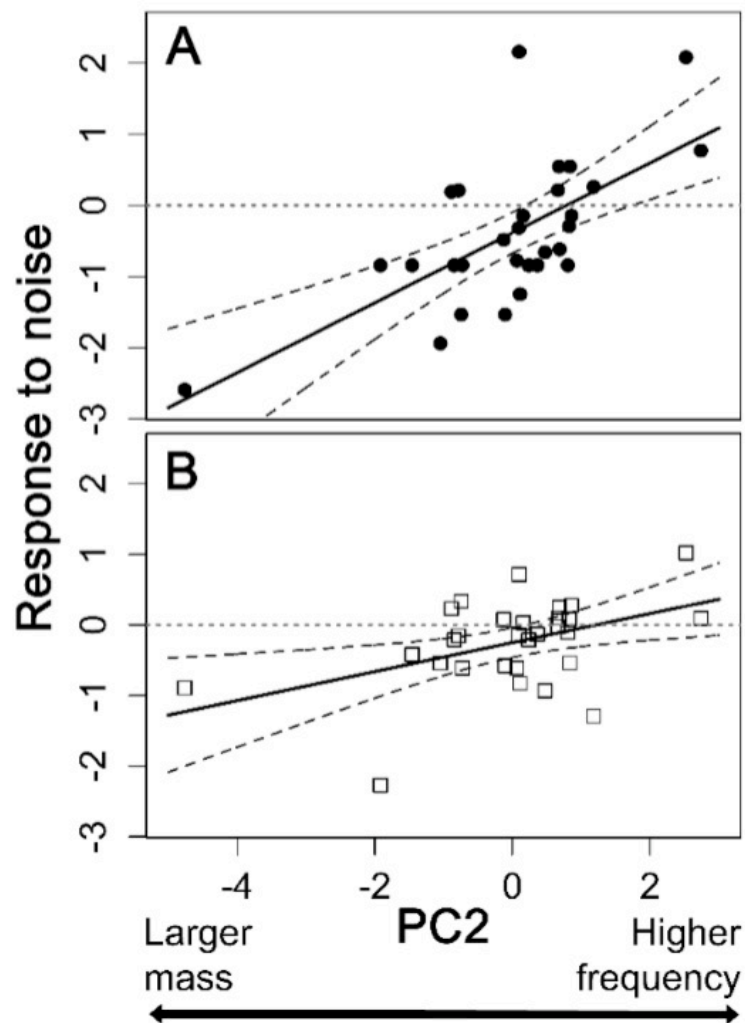 A
2
1
0
-1
-2
-3
B
2
1
0
-1
-2
-3
Response to noise
-4 -2 0 2
PC2
Larger mass
Higher frequency